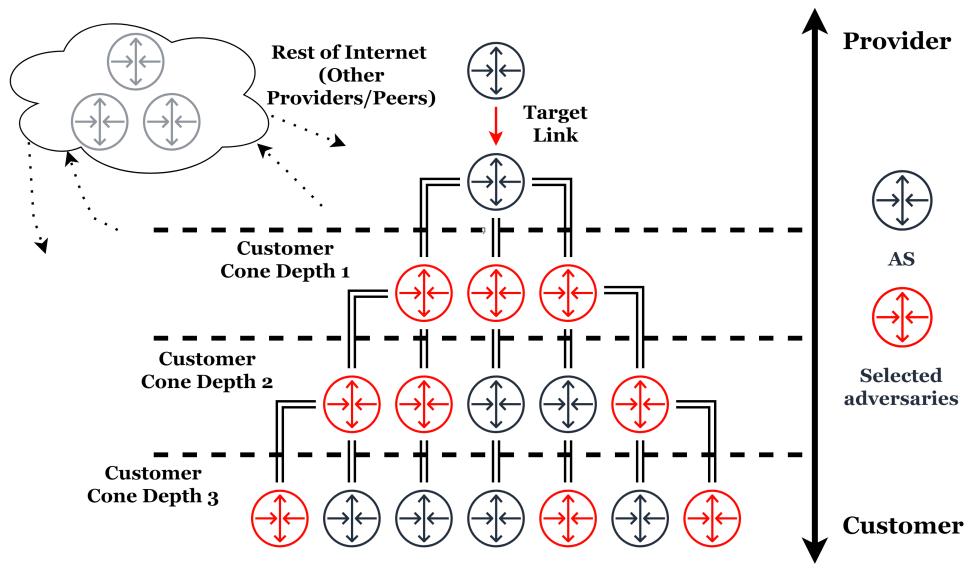 Rest of Internet
(Other
Providers/Peers)
Target
Link
Provider
Customer
Cone Depth 1
AS
Customer
Cone Depth 2
Selected
adversaries
Customer
Cone Depth 3
Customer